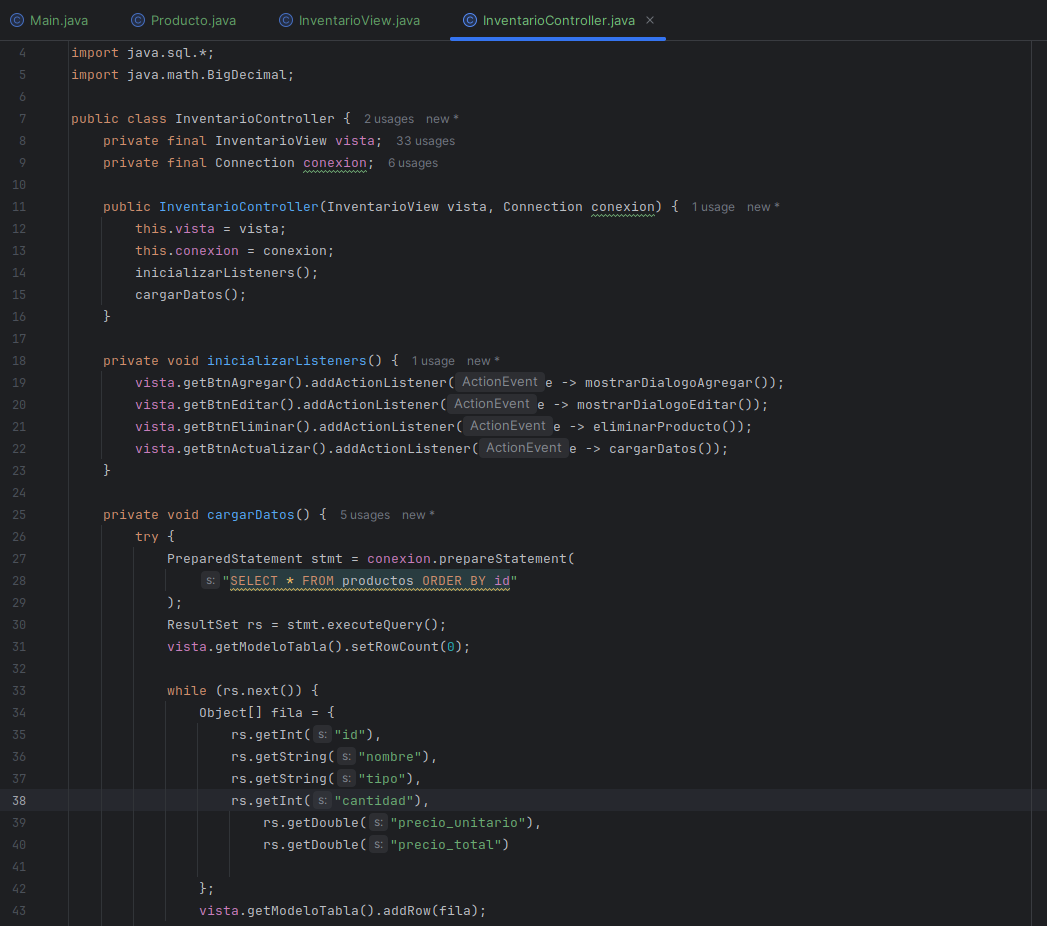 Main.java Producto.java InventarioView.java InventarioController.java ×
4 import java.sql.*;
5 import java.math.BigDecimal;
6
7 public class InventarioController { 2 usages new *
8 private final InventarioView vista; 33 usages
9 private final Connection conexion; 6 usages
10
11 public InventarioController(InventarioView vista, Connection conexion) { 1 usage new *
12 this.vista = vista;
13 this.conexion = conexion;
14 inicializarListeners();
15 cargarDatos();
16 }
17
18 private void inicializarListeners() { 1 usage new *
19 vista.getBtnAgregar().addActionListener( ActionEvent e -> mostrarDialogoAgregar());
20 vista.getBtnEditar().addActionListener( ActionEvent e -> mostrarDialogoEditar());
21 vista.getBtnEliminar().addActionListener( ActionEvent e -> eliminarProducto());
22 vista.getBtnActualizar().addActionListener( ActionEvent e -> cargarDatos());
23 }
24
25 private void cargarDatos() { 5 usages new *
26 try {
27 PreparedStatement stmt = conexion.prepareStatement(
28 s: "SELECT * FROM productos ORDER BY id"
29 );
30 ResultSet rs = stmt.executeQuery();
31 vista.getModeloTabla().setRowCount(0);
32
33 while (rs.next()) {
34 Object[] fila = {
35 rs.getInt( s: "id"),
36 rs.getString( s: "nombre"),
37 rs.getString( s: "tipo"),
38 rs.getInt( s: "cantidad"),
39 rs.getDouble( s: "precio_unitario"),
40 rs.getDouble( s: "precio_total")
41
42 };
43 vista.getModeloTabla().addRow(fila);